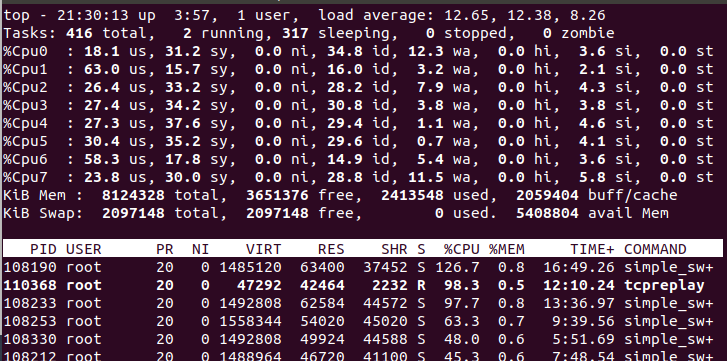 top - 21:30:13 up  3:57,  1 user,  load average: 12.65, 12.38, 8.26
Tasks: 416 total,   2 running, 317 sleeping,   0 stopped,   0 zombie
%Cpu0  : 18.1 us, 31.2 sy,  0.0 ni, 34.8 id, 12.3 wa,  0.0 hi,  3.6 si,  0.0 st
%Cpu1  : 63.0 us, 15.7 sy,  0.0 ni, 16.0 id,  3.2 wa,  0.0 hi,  2.1 si,  0.0 st
%Cpu2  : 26.4 us, 33.2 sy,  0.0 ni, 28.2 id,  7.9 wa,  0.0 hi,  4.3 si,  0.0 st
%Cpu3  : 27.4 us, 34.2 sy,  0.0 ni, 30.8 id,  3.8 wa,  0.0 hi,  3.8 si,  0.0 st
%Cpu4  : 27.3 us, 37.6 sy,  0.0 ni, 29.4 id,  1.1 wa,  0.0 hi,  4.6 si,  0.0 st
%Cpu5  : 30.4 us, 35.2 sy,  0.0 ni, 29.6 id,  0.7 wa,  0.0 hi,  4.1 si,  0.0 st
%Cpu6  : 58.3 us, 17.8 sy,  0.0 ni, 14.9 id,  5.4 wa,  0.0 hi,  3.6 si,  0.0 st
%Cpu7  : 23.8 us, 30.0 sy,  0.0 ni, 28.8 id, 11.5 wa,  0.0 hi,  5.8 si,  0.0 st
KiB Mem :  8124328 total,  3651376 free,  2413548 used,  2059404 buff/cache
KiB Swap:  2097148 total,  2097148 free,        0 used.  5408804 avail Mem
PID USER      PR  NI    VIRT    RES    SHR S  %CPU %MEM     TIME+ COMMAND
108190 root      20   0 1485120  63400  37452 S 126.7  0.8  16:49.26 simple_sw+
110368 root      20   0   47292  42464   2232 R  98.3  0.5  12:10.24 tcpreplay
108233 root      20   0 1492808  62584  44572 S  97.7  0.8  13:36.97 simple_sw+
108253 root      20   0 1558344  54020  45020 S  63.3  0.7   9:39.56 simple_sw+
108330 root      20   0 1492808  49924  44588 S  48.0  0.6   5:51.69 simple_sw+
108212 root      20   0 1488964  46720  41100 S  45.3  0.6   7:48.54 simple_sw+